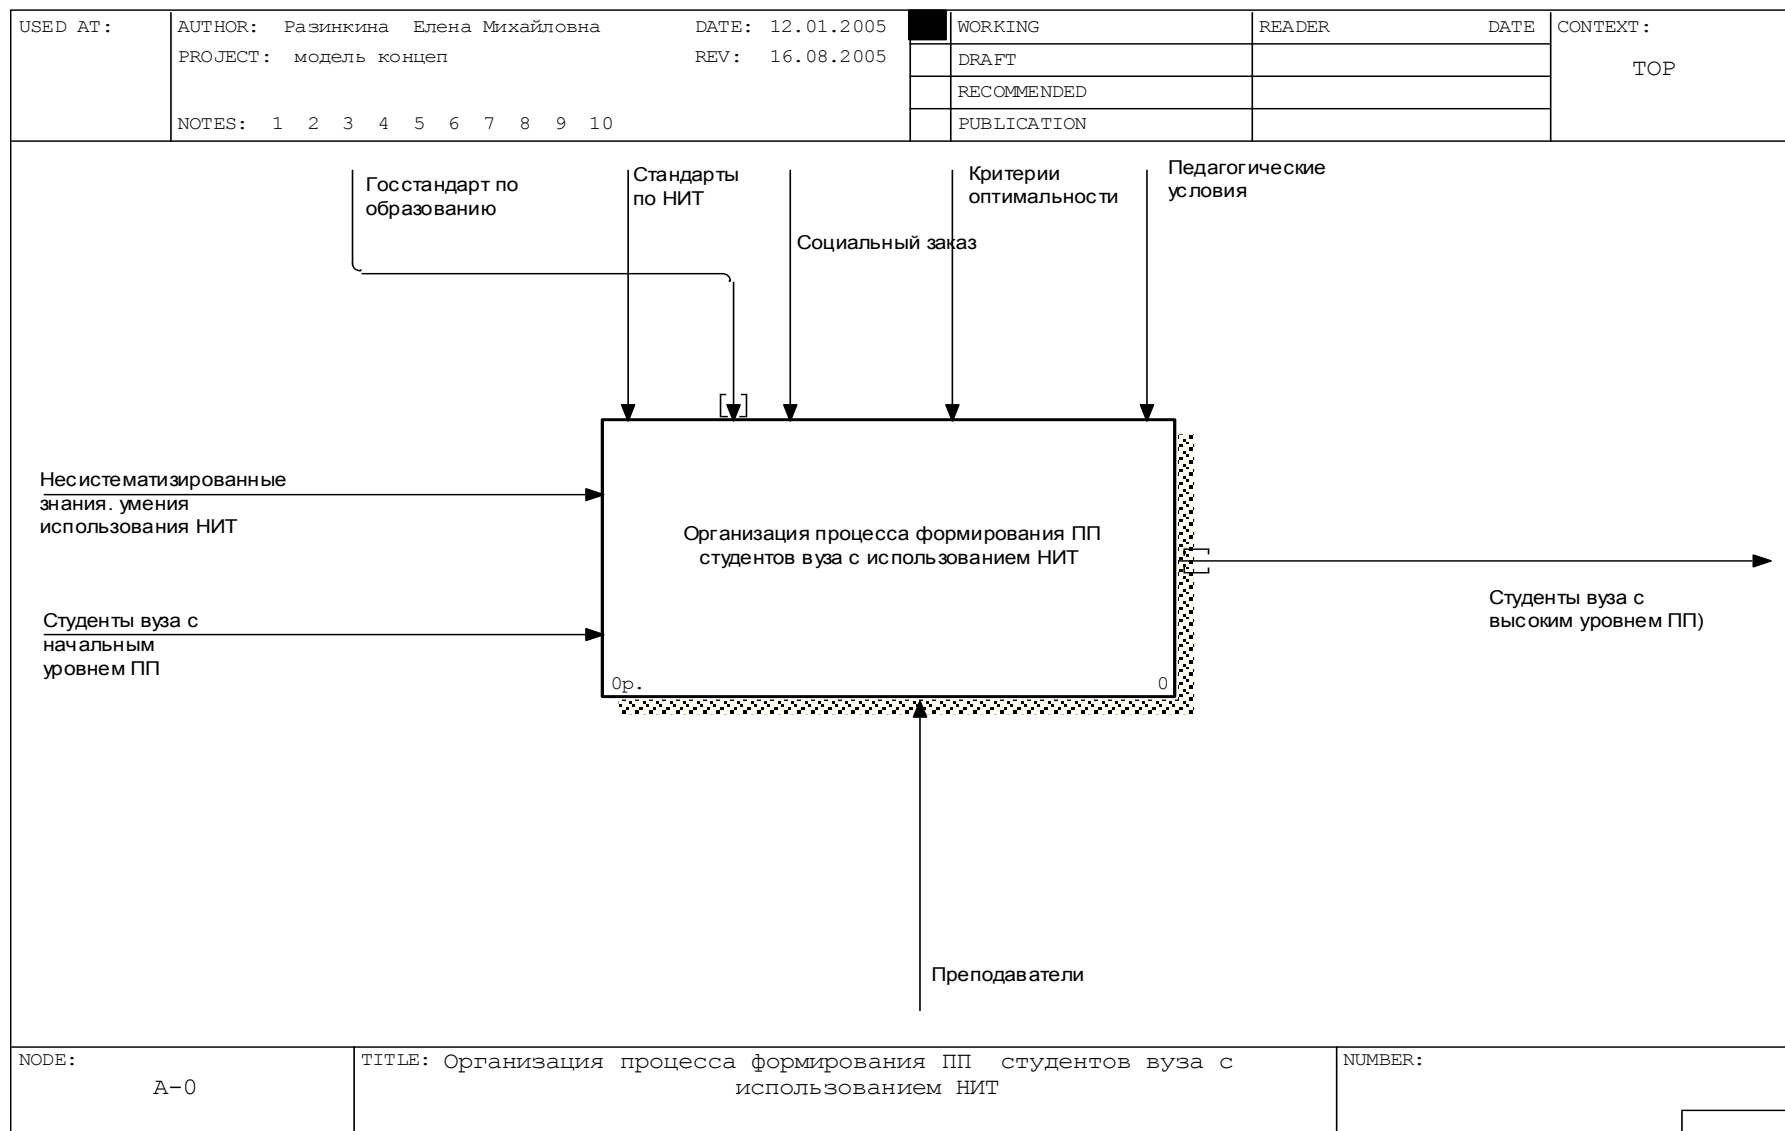 USED AT:
AUTHOR: Разинкина Елена Михайловна
DATE: 12.01.2005
WORKING
READER
DATE
CONTEXT:
PROJECT: модель концеп
REV: 16.08.2005
DRAFT
TOP
RECOMMENDED
NOTES: 1 2 3 4 5 6 7 8 9 10
PUBLICATION
Госстандарт по
образованию
Стандарты
по НИТ
Социальный заказ
Критерии
оптимальности
Педагогические
условия
Несистематизированные
знания. умения
использования НИТ
Организация процесса формирования ПП
студентов вуза с использованием НИТ
Студенты вуза с
высоким уровнем ПП)
Студенты вуза с
начальным
уровнем ПП
0р.
0
Преподаватели
NODE:
A-0
TITLE: Организация процесса формирования ПП студентов вуза с
использованием НИТ
NUMBER: